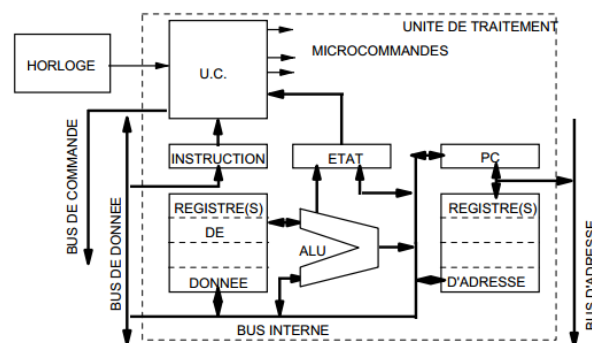 UNITE DE TRAITEMENT
MICROCOMMANDES
HORLOGE
U.C.
BUS DE COMMANDE
BUS DE DONNEE
INSTRUCTION
ETAT
PC
REGISTRE(S)
DE
DONNEE
ALU
REGISTRE(S)
D'ADRESSE
BUS INTERNE
BUS D'ADRESSE